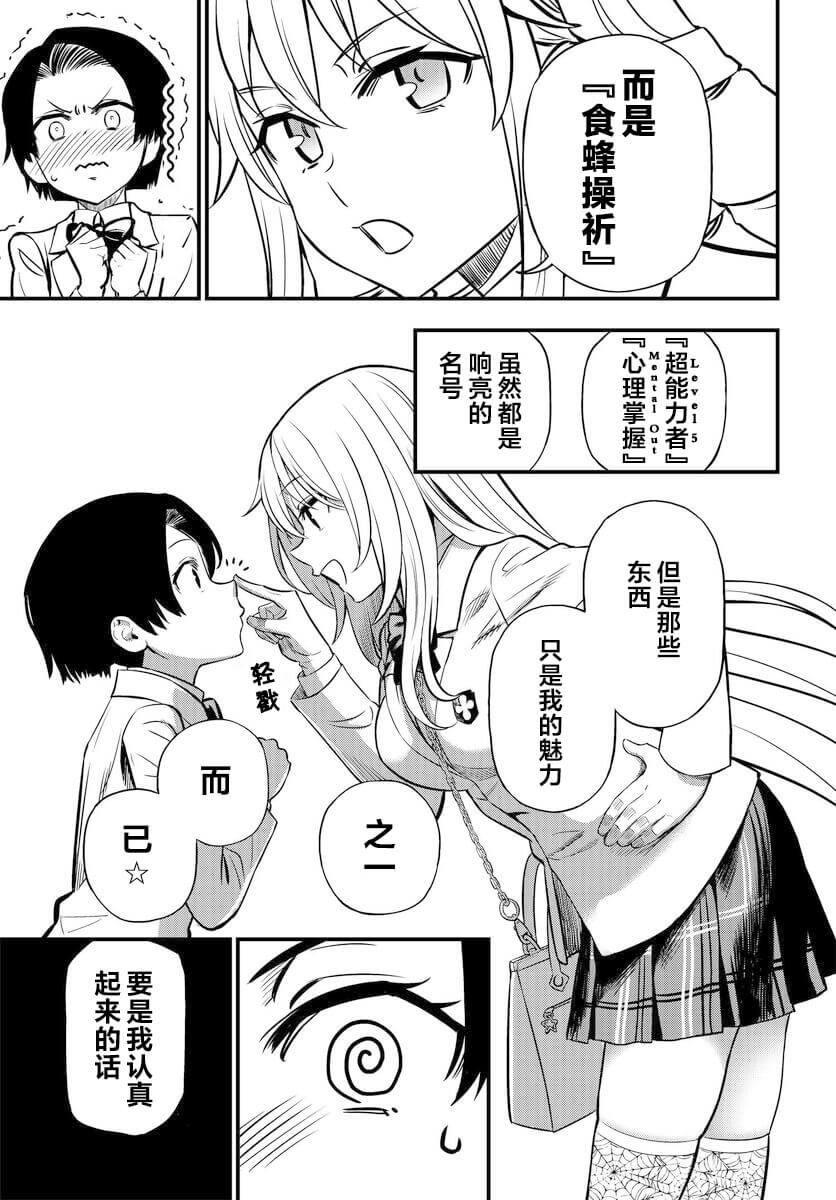 而是
『食蜂操祈』
『超能力者』
Level5
『心理掌握』
Mental Out
虽然都是
响亮的
名号
但是那些
东西
只是我的魅力
轻戳
之一
而
已☆
要是我认真
起来的话